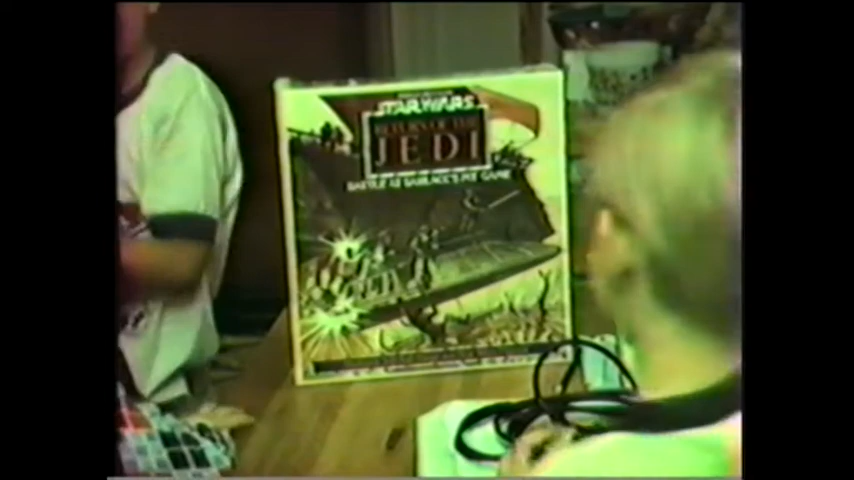 STAR WARS
RETURN OF THE
JEDI
BATTLE AT SARLACC'S PIT GAME